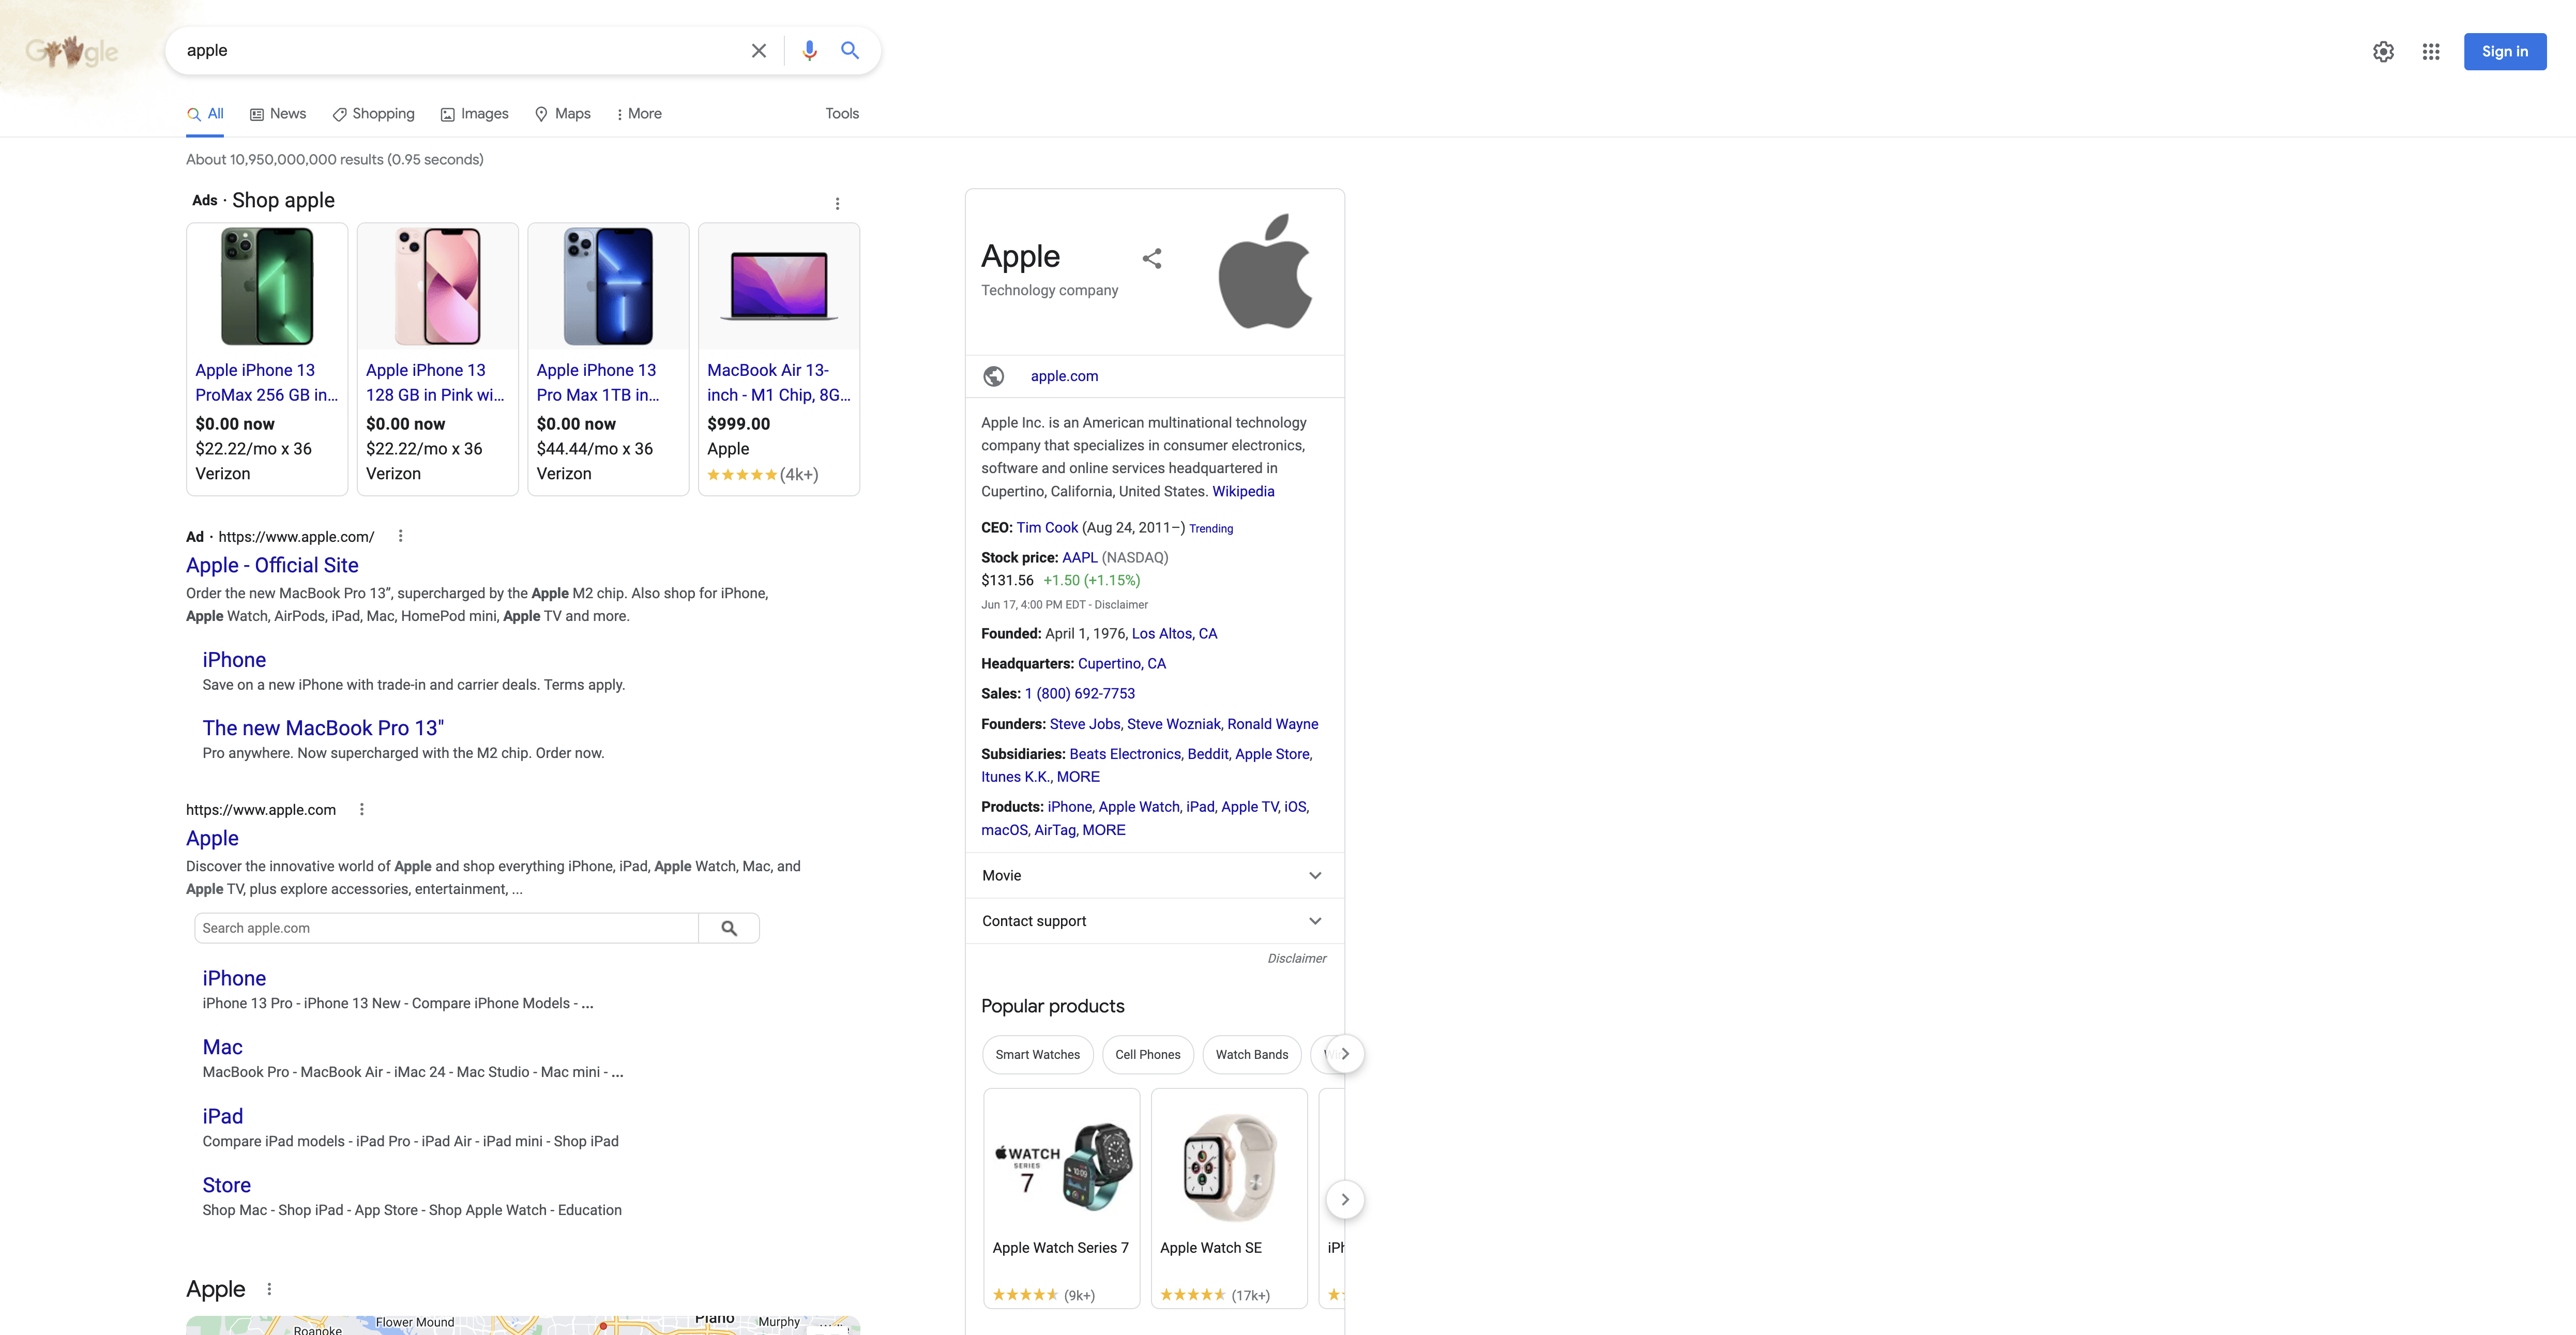 Google
apple
Sign in
All
News
Shopping
Images
Maps
More
Tools
About 10,950,000,000 results (0.95 seconds)
Ads · Shop apple
Apple iPhone 13
ProMax 256 GB in...
$0.00 now
$22.22/mo x 36
Verizon
Apple iPhone 13
128 GB in Pink wi...
$0.00 now
$22.22/mo x 36
Verizon
Apple iPhone 13
Pro Max 1TB in...
$0.00 now
$44.44/mo x 36
Verizon
MacBook Air 13-
inch - M1 Chip, 8G...
$999.00
Apple
(4k+)
Ad · https://www.apple.com/
Apple - Official Site
Order the new MacBook Pro 13”, supercharged by the Apple M2 chip. Also shop for iPhone,
Apple Watch, AirPods, iPad, Mac, HomePod mini, Apple TV and more.
iPhone
Save on a new iPhone with trade-in and carrier deals. Terms apply.
The new MacBook Pro 13"
Pro anywhere. Now supercharged with the M2 chip. Order now.
https://www.apple.com
Apple
Discover the innovative world of Apple and shop everything iPhone, iPad, Apple Watch, Mac, and
Apple TV, plus explore accessories, entertainment, ...
Search apple.com
iPhone
iPhone 13 Pro - iPhone 13 New - Compare iPhone Models - ...
Mac
MacBook Pro - MacBook Air - iMac 24 - Mac Studio - Mac mini - ...
iPad
Compare iPad models - iPad Pro - iPad Air - iPad mini - Shop iPad
Store
Shop Mac - Shop iPad - App Store - Shop Apple Watch - Education
Apple
Flower Mound
Roanoke
Plano
Murphy
Apple
Technology company
apple.com
Apple Inc. is an American multinational technology
company that specializes in consumer electronics,
software and online services headquartered in
Cupertino, California, United States. Wikipedia
CEO: Tim Cook (Aug 24, 2011–) Trending
Stock price: AAPL (NASDAQ)
$131.56 +1.50 (+1.15%)
Jun 17, 4:00 PM EDT - Disclaimer
Founded: April 1, 1976, Los Altos, CA
Headquarters: Cupertino, CA
Sales: 1 (800) 692-7753
Founders: Steve Jobs, Steve Wozniak, Ronald Wayne
Subsidiaries: Beats Electronics, Beddit, Apple Store,
Itunes K.K., MORE
Products: iPhone, Apple Watch, iPad, Apple TV, iOS,
macOS, AirTag, MORE
Movie
Contact support
Disclaimer
Popular products
Smart Watches
Cell Phones
Watch Bands
WATCH
SERIES
7
10:09
Apple Watch Series 7
(9k+)
Apple Watch SE
(17k+)
iPh